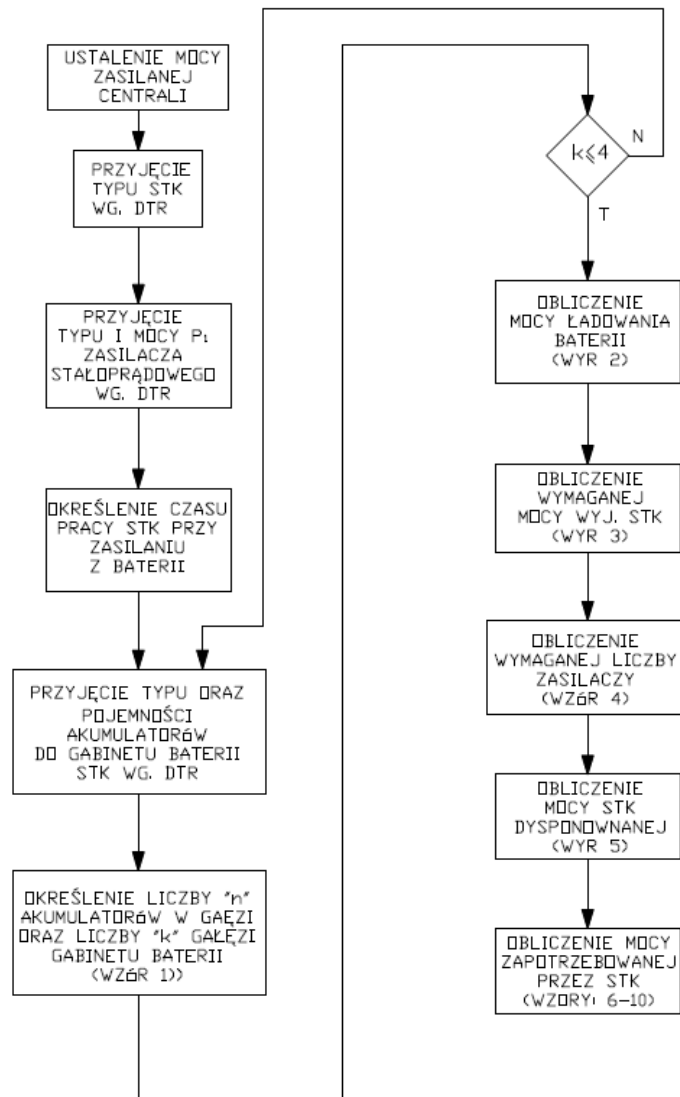 USTALENIE MOCY
ZASILANEJ
CENTRALI
PRZYJĘCIE
TYPU STK
WG. DTR
PRZYJĘCIE
TYPU I MOCY P₁
ZASILACZA
STAŁOPRĄDOWEGO
WG. DTR
OKREŚLENIE CZASU
PRACY STK PRZY
ZASILANIU
Z BATERII
PRZYJĘCIE TYPU ORAZ
POJEMNOŚCI
AKUMULATORóW
DO GABINETU BATERII
STK WG. DTR
OKREŚLENIE LICZBY "n"
AKUMULATORóW W GAĘZI
ORAZ LICZBY "k" GAŁĘZI
GABINETU BATERII
(WZóR 1))
k⩽4
N
T
OBLICZENIE
MOCY ŁADOWANIA
BATERII
(WYR 2)
OBLICZENIE
WYMAGANEJ
MOCY WYJ. STK
(WYR 3)
OBLICZENIE
WYMAGANEJ LICZBY
ZASILACZY
(WZóR 4)
OBLICZENIE
MOCY STK
DYSPONOWNANEJ
(WYR 5)
OBLICZENIE MOCY
ZAPOTRZEBOWANEJ
PRZEZ STK
(WZORY: 6-10)